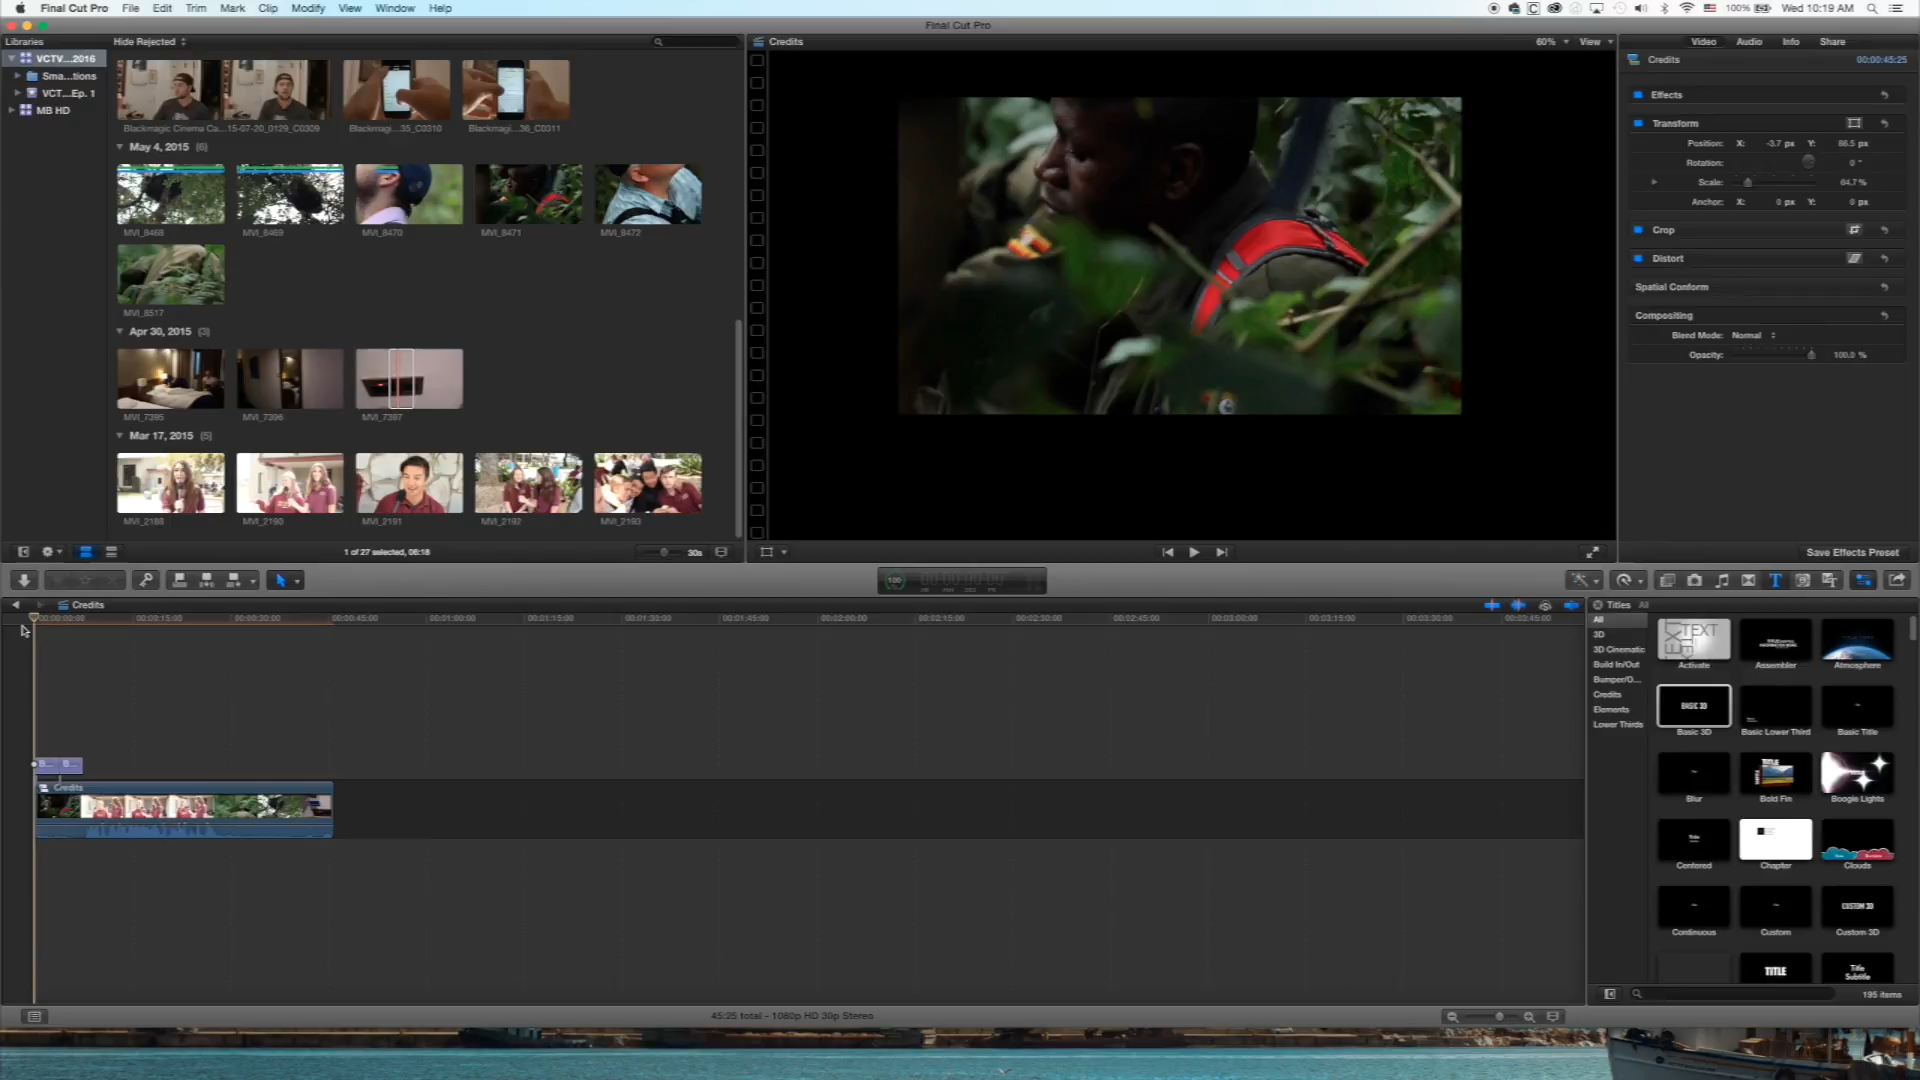 Final Cut Pro File Edit Trim Mark Clip Modify View Window Help
100% Wed 10:19 AM
Final Cut Pro
Libraries
Hide Rejected
Credits
60% View
Video Audio Info Share
VCTV...2016
Sma...tions
VCT...Ep. 1
MB HD
Blackmagic Cinema Ca...15-07-20_0129_C0309
Blackmagi...35_C0310
Blackmagi...36_C0311
May 4, 2015 (6)
MVI_8468
MVI_8469
MVI_8470
MVI_8471
MVI_8472
MVI_8517
Apr 30, 2015 (3)
MVI_7395
MVI_7396
MVI_7397
Mar 17, 2015 (5)
MVI_2188
MVI_2190
MVI_2191
MVI_2192
MVI_2193
1 of 27 selected, 06:18
30s
Credits
00:00:45:25
Effects
Transform
Position: X: -3.7 px Y: 86.5 px
Rotation: 0 °
Scale: 64.7 %
Anchor: X: 0 px Y: 0 px
Crop
Distort
Spatial Conform
Compositing
Blend Mode: Normal
Opacity: 100.0 %
Save Effects Preset
100
Credits
00:00:00:00 00:00:15:00 00:00:30:00 00:00:45:00 00:01:00:00 00:01:15:00 00:01:30:00 00:01:45:00 00:02:00:00 00:02:15:00 00:02:30:00 00:02:45:00 00:03:00:00 00:03:15:00 00:03:30:00 00:03:45:00
B... B...
Credits
Titles All
All
3D
3D Cinematic
Build In/Out
Bumper/O...
Credits
Elements
Lower Thirds
TEXT
Activate
Assembler
Atmosphere
BASIC 3D
Basic 3D
Basic Lower Third
Basic Title
Blur
TITLE
Bold Fin
Boogie Lights
Centered
Chapter
Clouds
Continuous
Custom
CUSTOM 3D
Custom 3D
TITLE
Title
Subtitle
195 items
45:25 total - 1080p HD 30p Stereo